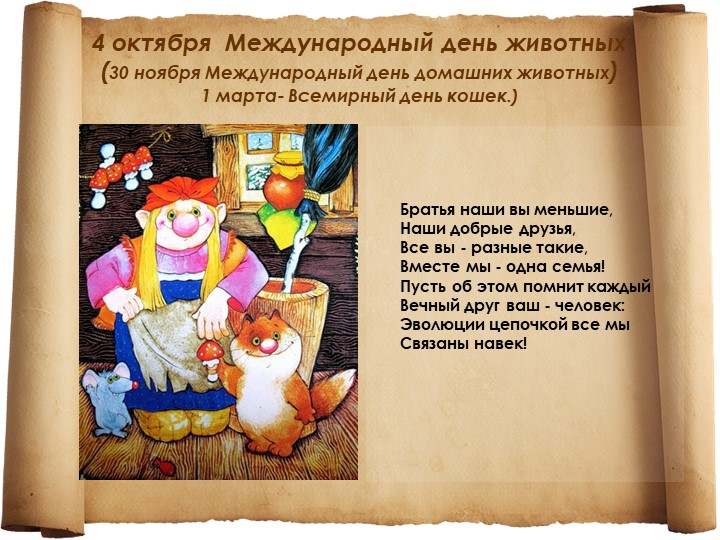 4 октября  Международный день животных
(30 ноября Международный день домашних животных)
1 марта- Всемирный день кошек.)
Братья наши вы меньшие,
Наши добрые друзья,
Все вы - разные такие,
Вместе мы - одна семья!
Пусть об этом помнит каждый
Вечный друг ваш - человек:
Эволюции цепочкой все мы
Связаны навек!